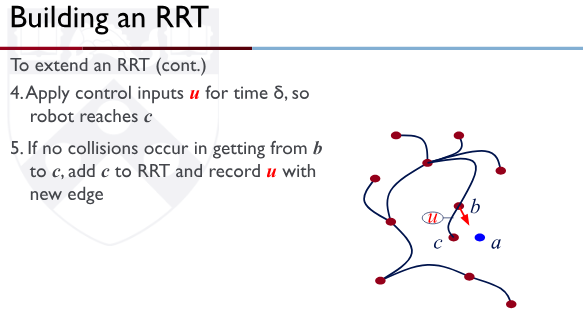 Building an RRT
To extend an RRT (cont.)
4. Apply control inputs u for time δ, so
robot reaches c
5. If no collisions occur in getting from b
to c, add c to RRT and record u with
new edge
b
u
c
a